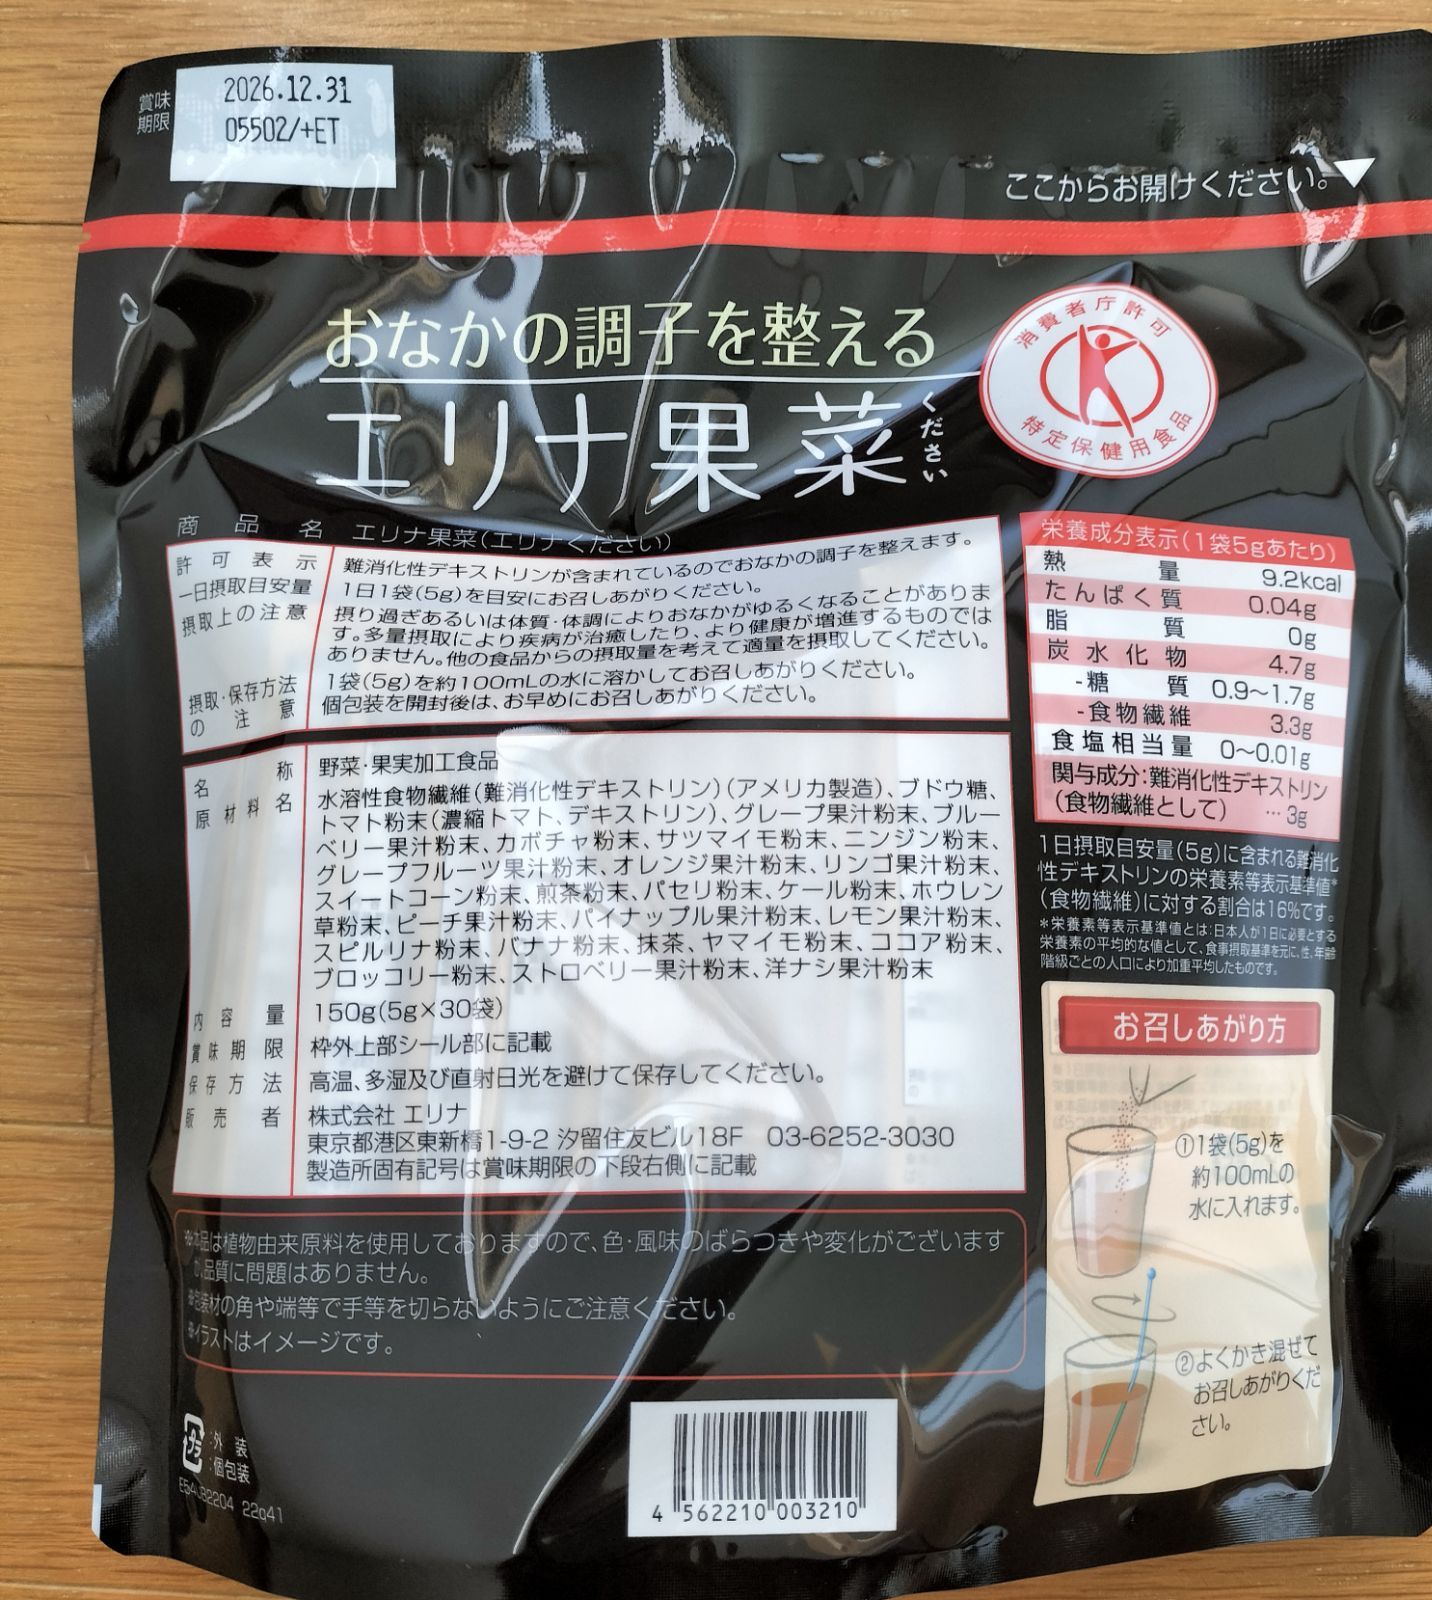 賞味
期限
2026.12.31
05502/+ET
ここからお開けください。▼
おなかの調子を整える
エリナ果菜
ください
消費者庁許可
特定保健用食品
商品名 エリナ果菜(エリナください)
許可表示 難消化性デキストリンが含まれているのでおなかの調子を整えます。
一日摂取目安量 1日1袋(5g)を目安にお召しあがりください。
摂取上の注意 摂り過ぎあるいは体質・体調によりおなかがゆるくなることがありま
す。多量摂取により疾病が治癒したり、より健康が増進するものでは
ありません。他の食品からの摂取量を考えて適量を摂取してください。
摂取・保存方法 1袋(5g)を約100mLの水に溶かしてお召しあがりください。
の注意 個包装を開封後は、お早めにお召しあがりください。
名称 野菜・果実加工食品
原材料名 水溶性食物繊維(難消化性デキストリン)(アメリカ製造)、ブドウ糖、
トマト粉末(濃縮トマト、デキストリン)、グレープ果汁粉末、ブルー
ベリー果汁粉末、カボチャ粉末、サツマイモ粉末、ニンジン粉末、
グレープフルーツ果汁粉末、オレンジ果汁粉末、リンゴ果汁粉末、
スイートコーン粉末、煎茶粉末、パセリ粉末、ケール粉末、ホウレン
草粉末、ピーチ果汁粉末、パイナップル果汁粉末、レモン果汁粉末、
スピルリナ粉末、バナナ粉末、抹茶、ヤマイモ粉末、ココア粉末、
ブロッコリー粉末、ストロベリー果汁粉末、洋ナシ果汁粉末
内容量 150g(5g×30袋)
賞味期限 枠外上部シール部に記載
保存方法 高温、多湿及び直射日光を避けて保存してください。
販売者 株式会社 エリナ
東京都港区東新橋1-9-2 汐留住友ビル18F 03-6252-3030
製造所固有記号は賞味期限の下段右側に記載
※本品は植物由来原料を使用しておりますので、色・風味のばらつきや変化がございます
が、品質に問題はありません。
※包装材の角や端等で手等を切らないようにご注意ください。
※イラストはイメージです。
プラ
:外装
:個包装
22041
4 562210 003210
栄養成分表示(1袋5gあたり)
熱量 9.2kcal
たんぱく質 0.04g
脂質 0g
炭水化物 4.7g
-糖質 0.9〜1.7g
-食物繊維 3.3g
食塩相当量 0〜0.01g
関与成分:難消化性デキストリン
(食物繊維として) … 3g
1日摂取目安量(5g)に含まれる難消化
性デキストリンの栄養素等表示基準値*
(食物繊維)に対する割合は16%です。
*栄養素等表示基準値とは:日本人が1日に必要とする
栄養素の平均的な値として、食事摂取基準を元に、性、年齢
階級ごとの人口により加重平均したものです。
お召しあがり方
①1袋(5g)を
約100mLの
水に入れます。
②よくかき混ぜて
お召しあがりくだ
さい。